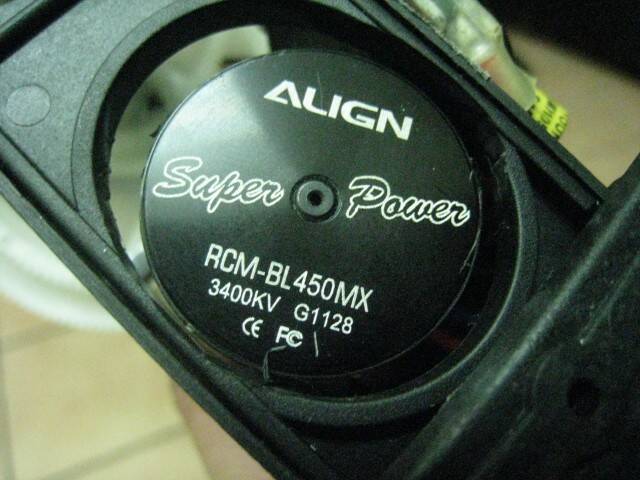 ALIGN
Super Power
RCM-BL450MX
3400KV G1128
CE FC